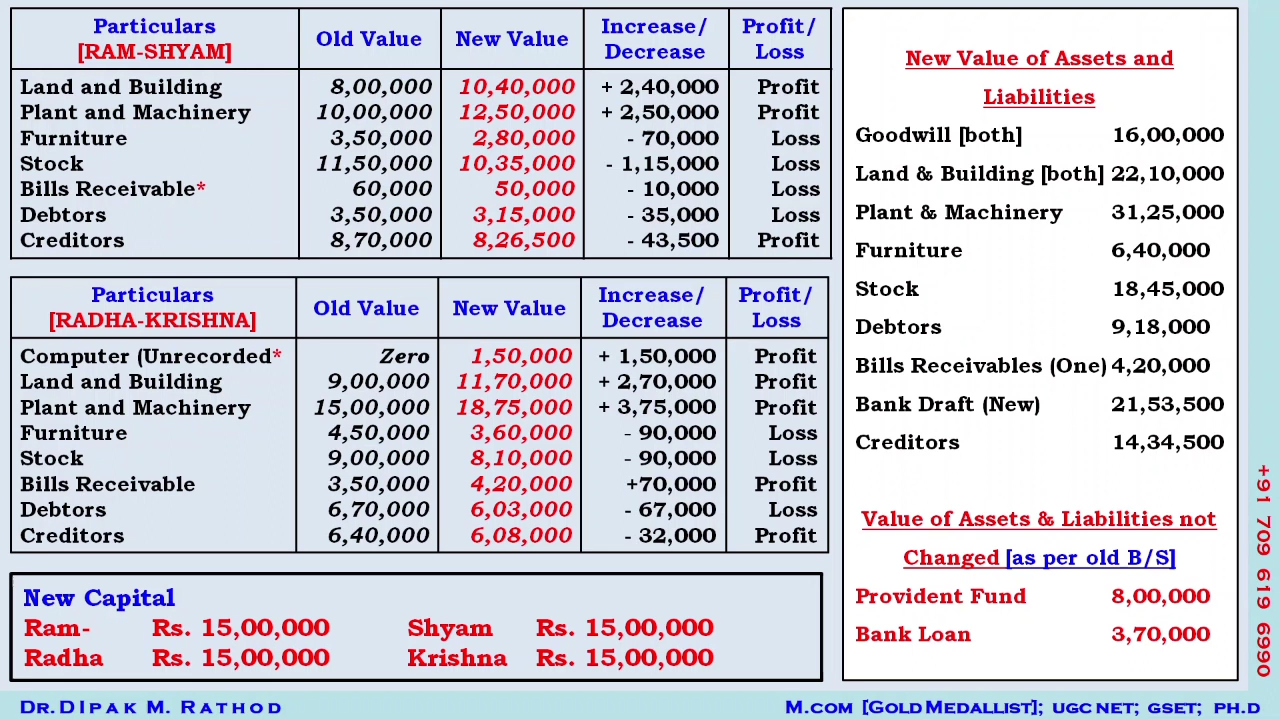 Particulars [RAM-SHYAM] Old Value New Value Increase/ Decrease Profit/ Loss
Land and Building 8,00,000 10,40,000 + 2,40,000 Profit
Plant and Machinery 10,00,000 12,50,000 + 2,50,000 Profit
Furniture 3,50,000 2,80,000 - 70,000 Loss
Stock 11,50,000 10,35,000 - 1,15,000 Loss
Bills Receivable* 60,000 50,000 - 10,000 Loss
Debtors 3,50,000 3,15,000 - 35,000 Loss
Creditors 8,70,000 8,26,500 - 43,500 Profit
Particulars [RADHA-KRISHNA] Old Value New Value Increase/ Decrease Profit/ Loss
Computer (Unrecorded* Zero 1,50,000 + 1,50,000 Profit
Land and Building 9,00,000 11,70,000 + 2,70,000 Profit
Plant and Machinery 15,00,000 18,75,000 + 3,75,000 Profit
Furniture 4,50,000 3,60,000 - 90,000 Loss
Stock 9,00,000 8,10,000 - 90,000 Loss
Bills Receivable 3,50,000 4,20,000 +70,000 Profit
Debtors 6,70,000 6,03,000 - 67,000 Loss
Creditors 6,40,000 6,08,000 - 32,000 Profit
New Capital
Ram- Rs. 15,00,000 Shyam Rs. 15,00,000
Radha Rs. 15,00,000 Krishna Rs. 15,00,000
New Value of Assets and
Liabilities
Goodwill [both] 16,00,000
Land & Building [both] 22,10,000
Plant & Machinery 31,25,000
Furniture 6,40,000
Stock 18,45,000
Debtors 9,18,000
Bills Receivables (One) 4,20,000
Bank Draft (New) 21,53,500
Creditors 14,34,500
Value of Assets & Liabilities not
Changed [as per old B/S]
Provident Fund 8,00,000
Bank Loan 3,70,000
+91 709 619 6990
Dr. Dipak M. Rathod M.com [Gold Medallist]; UGC NET; GSET; PH.D